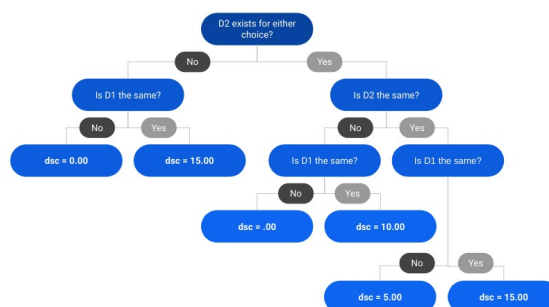 D2 exists for either
choice?
No
Yes
Is D1 the same?
Is D2 the same?
No
Yes
No
Yes
dsc = 0.00
dsc = 15.00
Is D1 the same?
Is D1 the same?
No
Yes
dsc = .00
dsc = 10.00
No
Yes
dsc = 5.00
dsc = 15.00